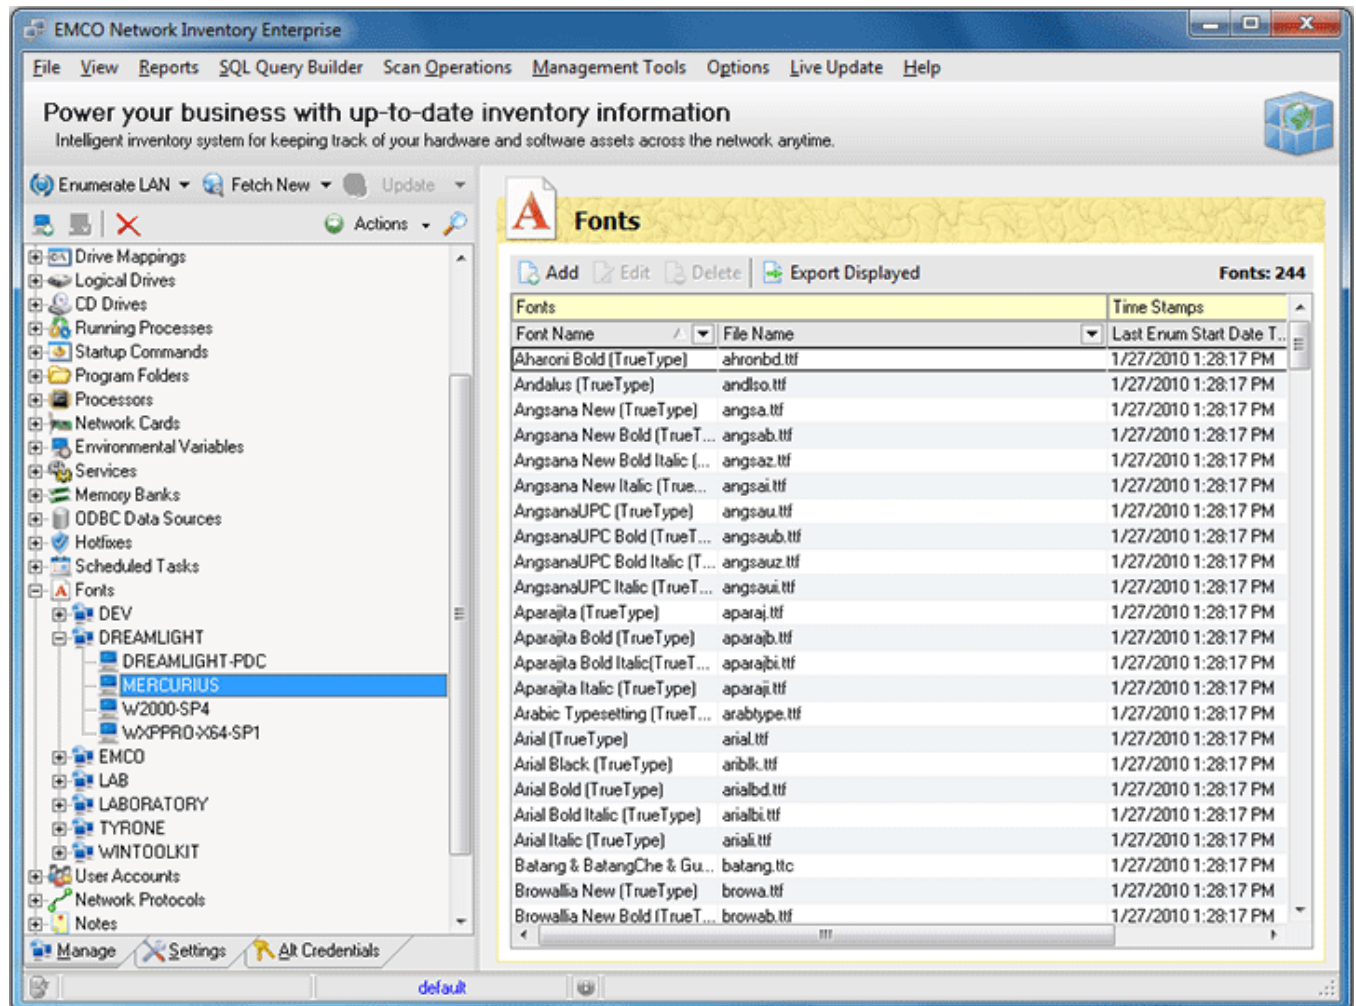 EMCO Network Inventory Enterprise
File View Reports SQL Query Builder Scan Operations Management Tools Options Live Update Help
Power your business with up-to-date inventory information
Intelligent inventory system for keeping track of your hardware and software assets across the network anytime.
Enumerate LAN Fetch New Update
Actions
Drive Mappings
Logical Drives
CD Drives
Running Processes
Startup Commands
Program Folders
Processors
Network Cards
Environmental Variables
Services
Memory Banks
ODBC Data Sources
Hotfixes
Scheduled Tasks
A Fonts
DEV
DREAMLIGHT
DREAMLIGHT-PDC
MERCURIUS
W2000-SP4
WXPPRO-X64-SP1
EMCO
LAB
LABORATORY
TYRONE
WINTOOLKIT
User Accounts
Network Protocols
Notes
Manage Settings Alt Credentials
default
A Fonts
Add Edit Delete Export Displayed Fonts: 244
Fonts Time Stamps
Font Name File Name Last Enum Start Date T...
Aharoni Bold (TrueType) ahronbd.ttf 1/27/2010 1:28:17 PM
Andalus (TrueType) andlso.ttf 1/27/2010 1:28:17 PM
Angsana New (TrueType) angsa.ttf 1/27/2010 1:28:17 PM
Angsana New Bold (TrueT... angsab.ttf 1/27/2010 1:28:17 PM
Angsana New Bold Italic (... angsaz.ttf 1/27/2010 1:28:17 PM
Angsana New Italic (True... angsai.ttf 1/27/2010 1:28:17 PM
AngsanaUPC (TrueType) angsau.ttf 1/27/2010 1:28:17 PM
AngsanaUPC Bold (TrueT... angsaub.ttf 1/27/2010 1:28:17 PM
AngsanaUPC Bold Italic (T... angsauz.ttf 1/27/2010 1:28:17 PM
AngsanaUPC Italic (TrueT... angsaui.ttf 1/27/2010 1:28:17 PM
Aparajita (TrueType) aparaj.ttf 1/27/2010 1:28:17 PM
Aparajita Bold (TrueType) aparajb.ttf 1/27/2010 1:28:17 PM
Aparajita Bold Italic(TrueT... aparajbi.ttf 1/27/2010 1:28:17 PM
Aparajita Italic (TrueType) aparaji.ttf 1/27/2010 1:28:17 PM
Arabic Typesetting (TrueT... arabtype.ttf 1/27/2010 1:28:17 PM
Arial (TrueType) arial.ttf 1/27/2010 1:28:17 PM
Arial Black (TrueType) ariblk.ttf 1/27/2010 1:28:17 PM
Arial Bold (TrueType) arialbd.ttf 1/27/2010 1:28:17 PM
Arial Bold Italic (TrueType) arialbi.ttf 1/27/2010 1:28:17 PM
Arial Italic (TrueType) ariali.ttf 1/27/2010 1:28:17 PM
Batang & BatangChe & Gu... batang.ttc 1/27/2010 1:28:17 PM
Browallia New (TrueType) browa.ttf 1/27/2010 1:28:17 PM
Browallia New Bold (TrueT... browab.ttf 1/27/2010 1:28:17 PM